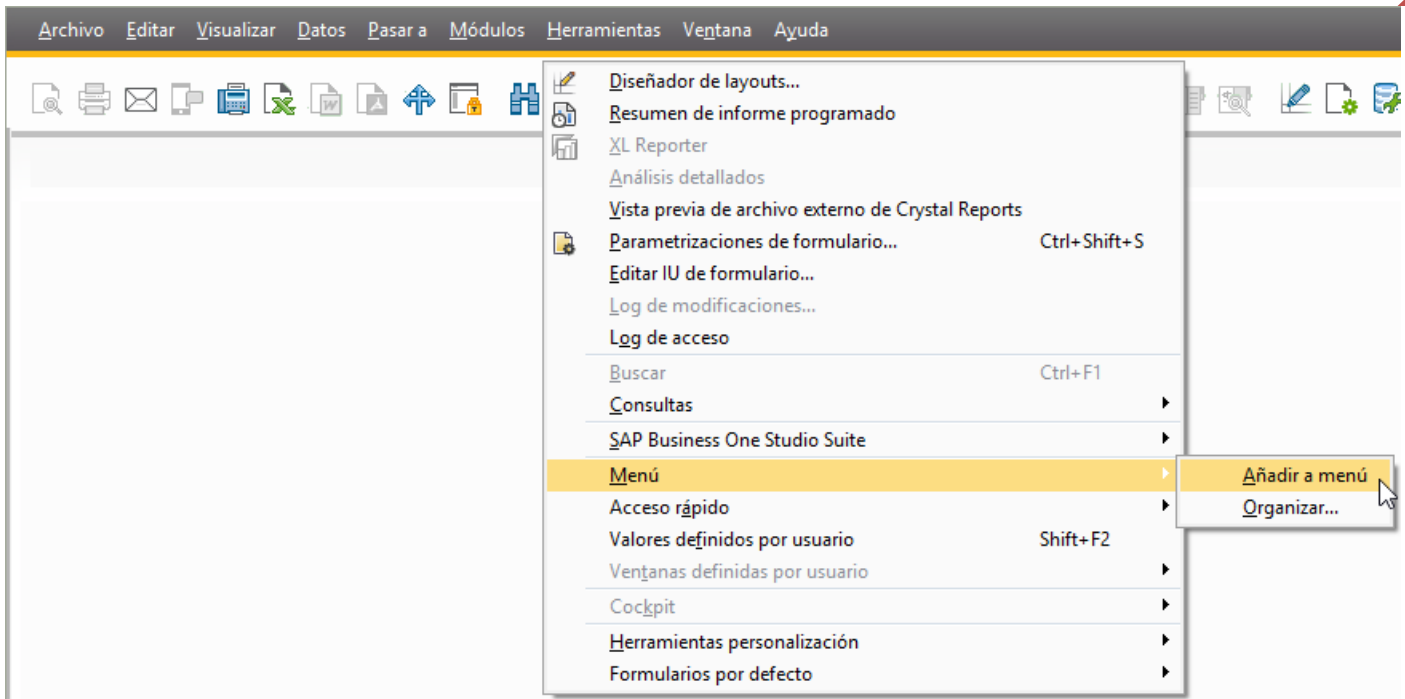 Archivo Editar Visualizar Datos Pasar a Módulos Herramientas Ventana Ayuda
Diseñador de layouts...
Resumen de informe programado
XL Reporter
Análisis detallados
Vista previa de archivo externo de Crystal Reports
Parametrizaciones de formulario... Ctrl+Shift+S
Editar IU de formulario...
Log de modificaciones...
Log de acceso
Buscar Ctrl+F1
Consultas
SAP Business One Studio Suite
Menú Añadir a menú
Acceso rápido Organizar...
Valores definidos por usuario Shift+F2
Ventanas definidas por usuario
Cockpit
Herramientas personalización
Formularios por defecto